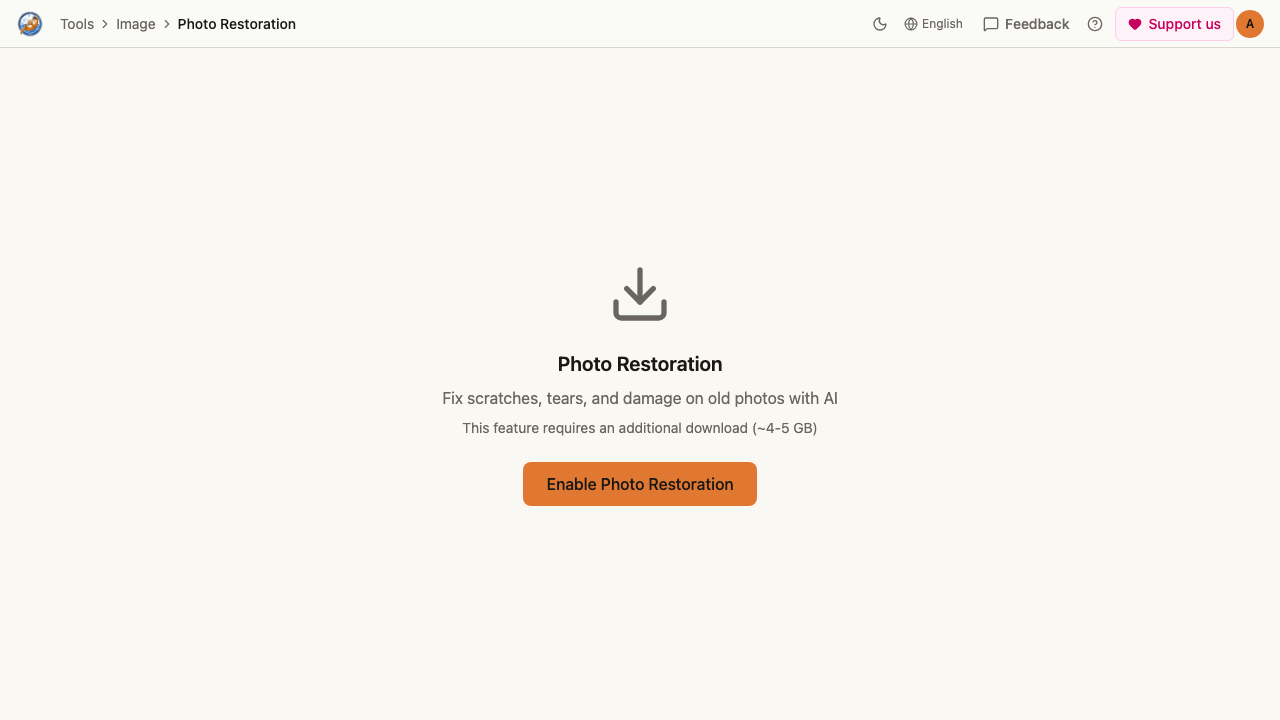 Tools > Image > Photo Restoration
English
Feedback
Support us
A
Photo Restoration
Fix scratches, tears, and damage on old photos with AI
This feature requires an additional download (~4-5 GB)
Enable Photo Restoration